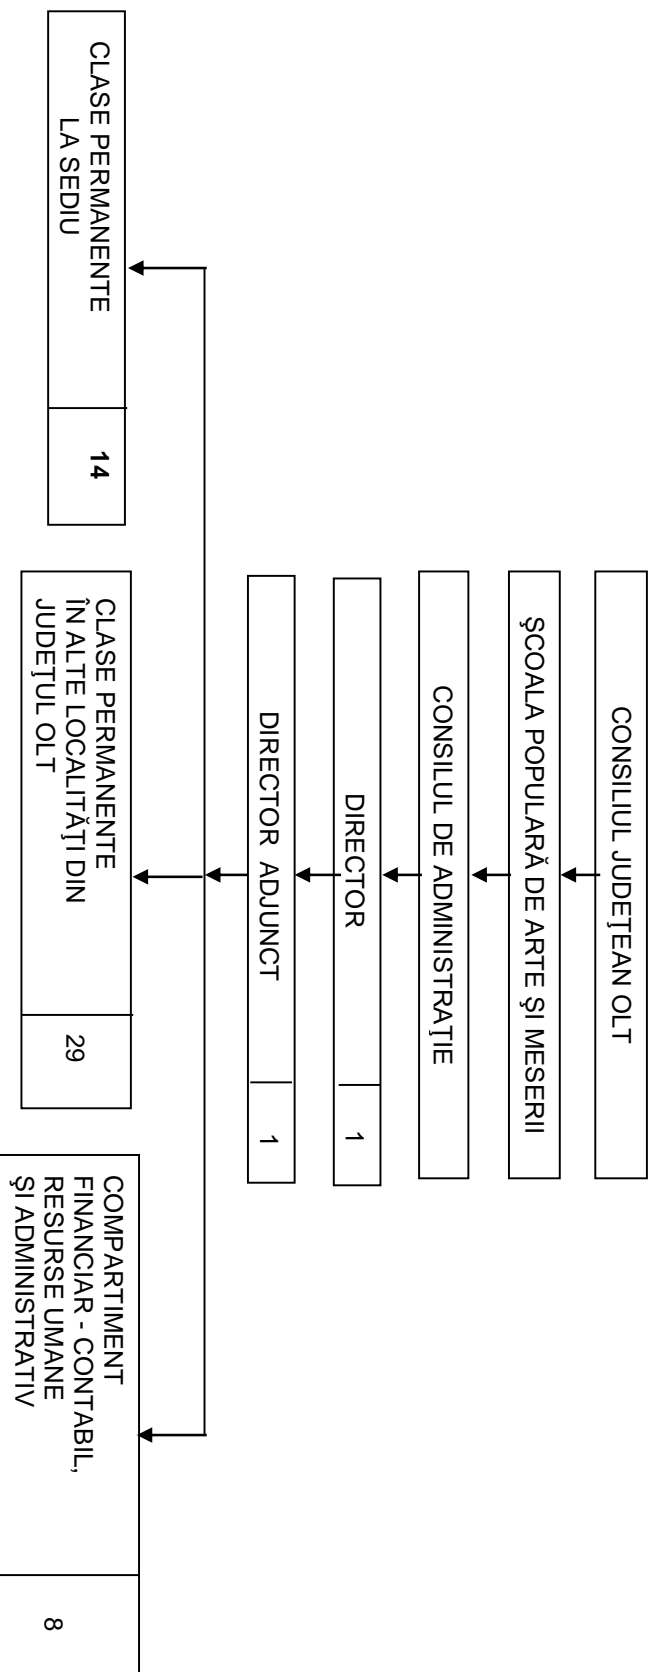 CONSILIUL JUDEŢEAN OLT
ŞCOALA POPULARĂ DE ARTE ŞI MESERII
CONSILUL DE ADMINISTRAŢIE
DIRECTOR
1
DIRECTOR ADJUNCT
1
CLASE PERMANENTE
LA SEDIU
14
CLASE PERMANENTE
ÎN ALTE LOCALITĂŢI DIN
JUDEŢUL OLT
29
COMPARTIMENT
FINANCIAR - CONTABIL,
RESURSE UMANE
ŞI ADMINISTRATIV
8